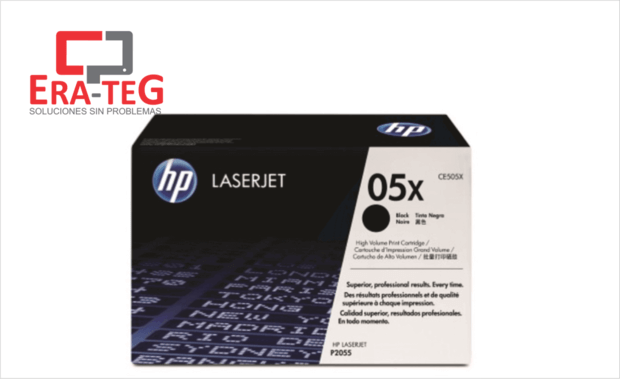 ERA-TEG
SOLUCIONES SIN PROBLEMAS
hp
hp
LASERJET
CE505X
05X
Black Tinte Negro
Noire 黑色
High Volume Print Cartridge /
Cartouche d'Impression Grand Volume /
Cartucho de Alto Volumen / 批量打印硒鼓
Superior, professional results. Every time.
Des résultats professionnels et de qualité
supérieure à chaque impression.
Calidad superior, resultados profesionales.
En todo momento.
HP LASERJET
P2055